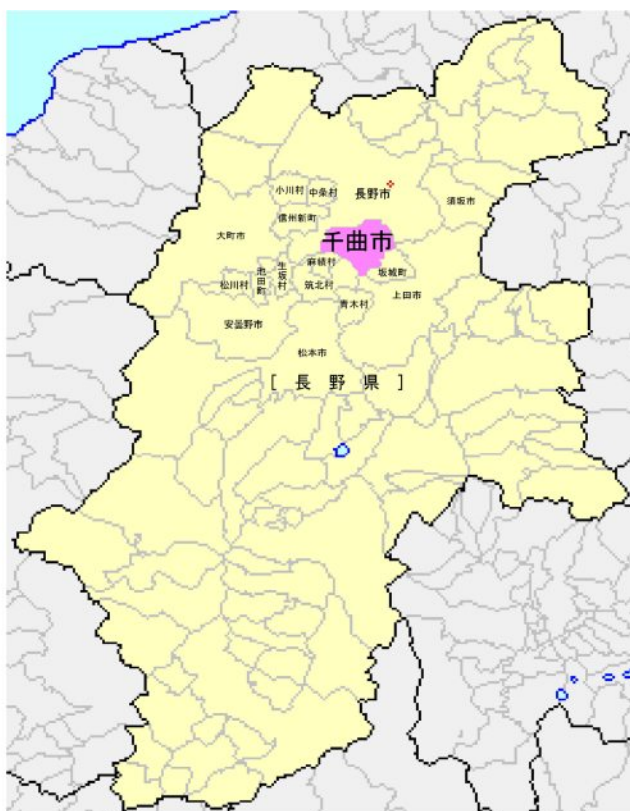 小川村
中条村
長野市
須坂市
信州新町
大町市
千曲市
麻績村
坂城町
松川村
池田町
生坂村
筑北村
上田市
青木村
安曇野市
松本市
[ 長 野 県 ]